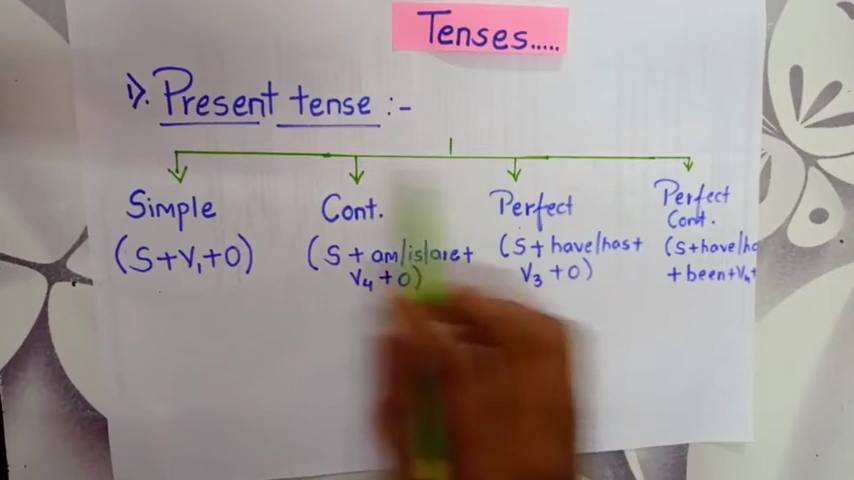 Tenses.....
1). Present tense :-
Simple
(S+V₁+O)
Cont.
(S + am/is/are+
V₄ + O)
Perfect
(S + have/has +
V₃ + O)
Perfect
Cont.
(S+have/ha
+ been+V₄+